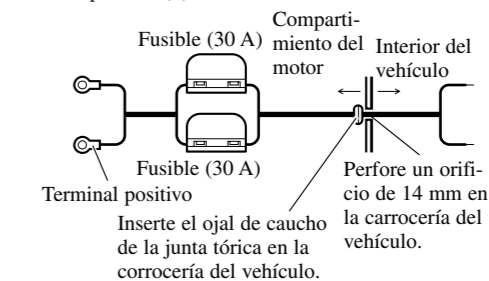 Fusible (30 A)
Comparti-
miento del
motor
Interior del
vehículo
Fusible (30 A)
Terminal positivo
Inserte el ojal de caucho
de la junta tórica en la
corrocería del vehículo.
Perfore un orifi-
cio de 14 mm en
la carrocería del
vehículo.